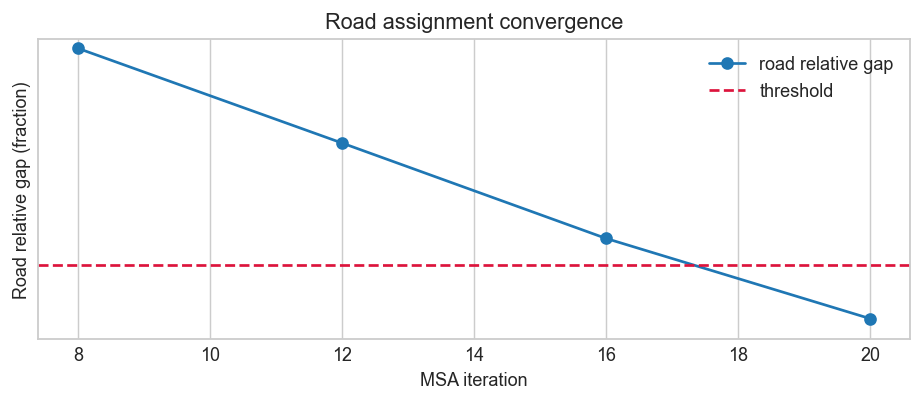 Road assignment convergence
road relative gap
threshold
Road relative gap (fraction)
8 10 12 14 16 18 20
MSA iteration